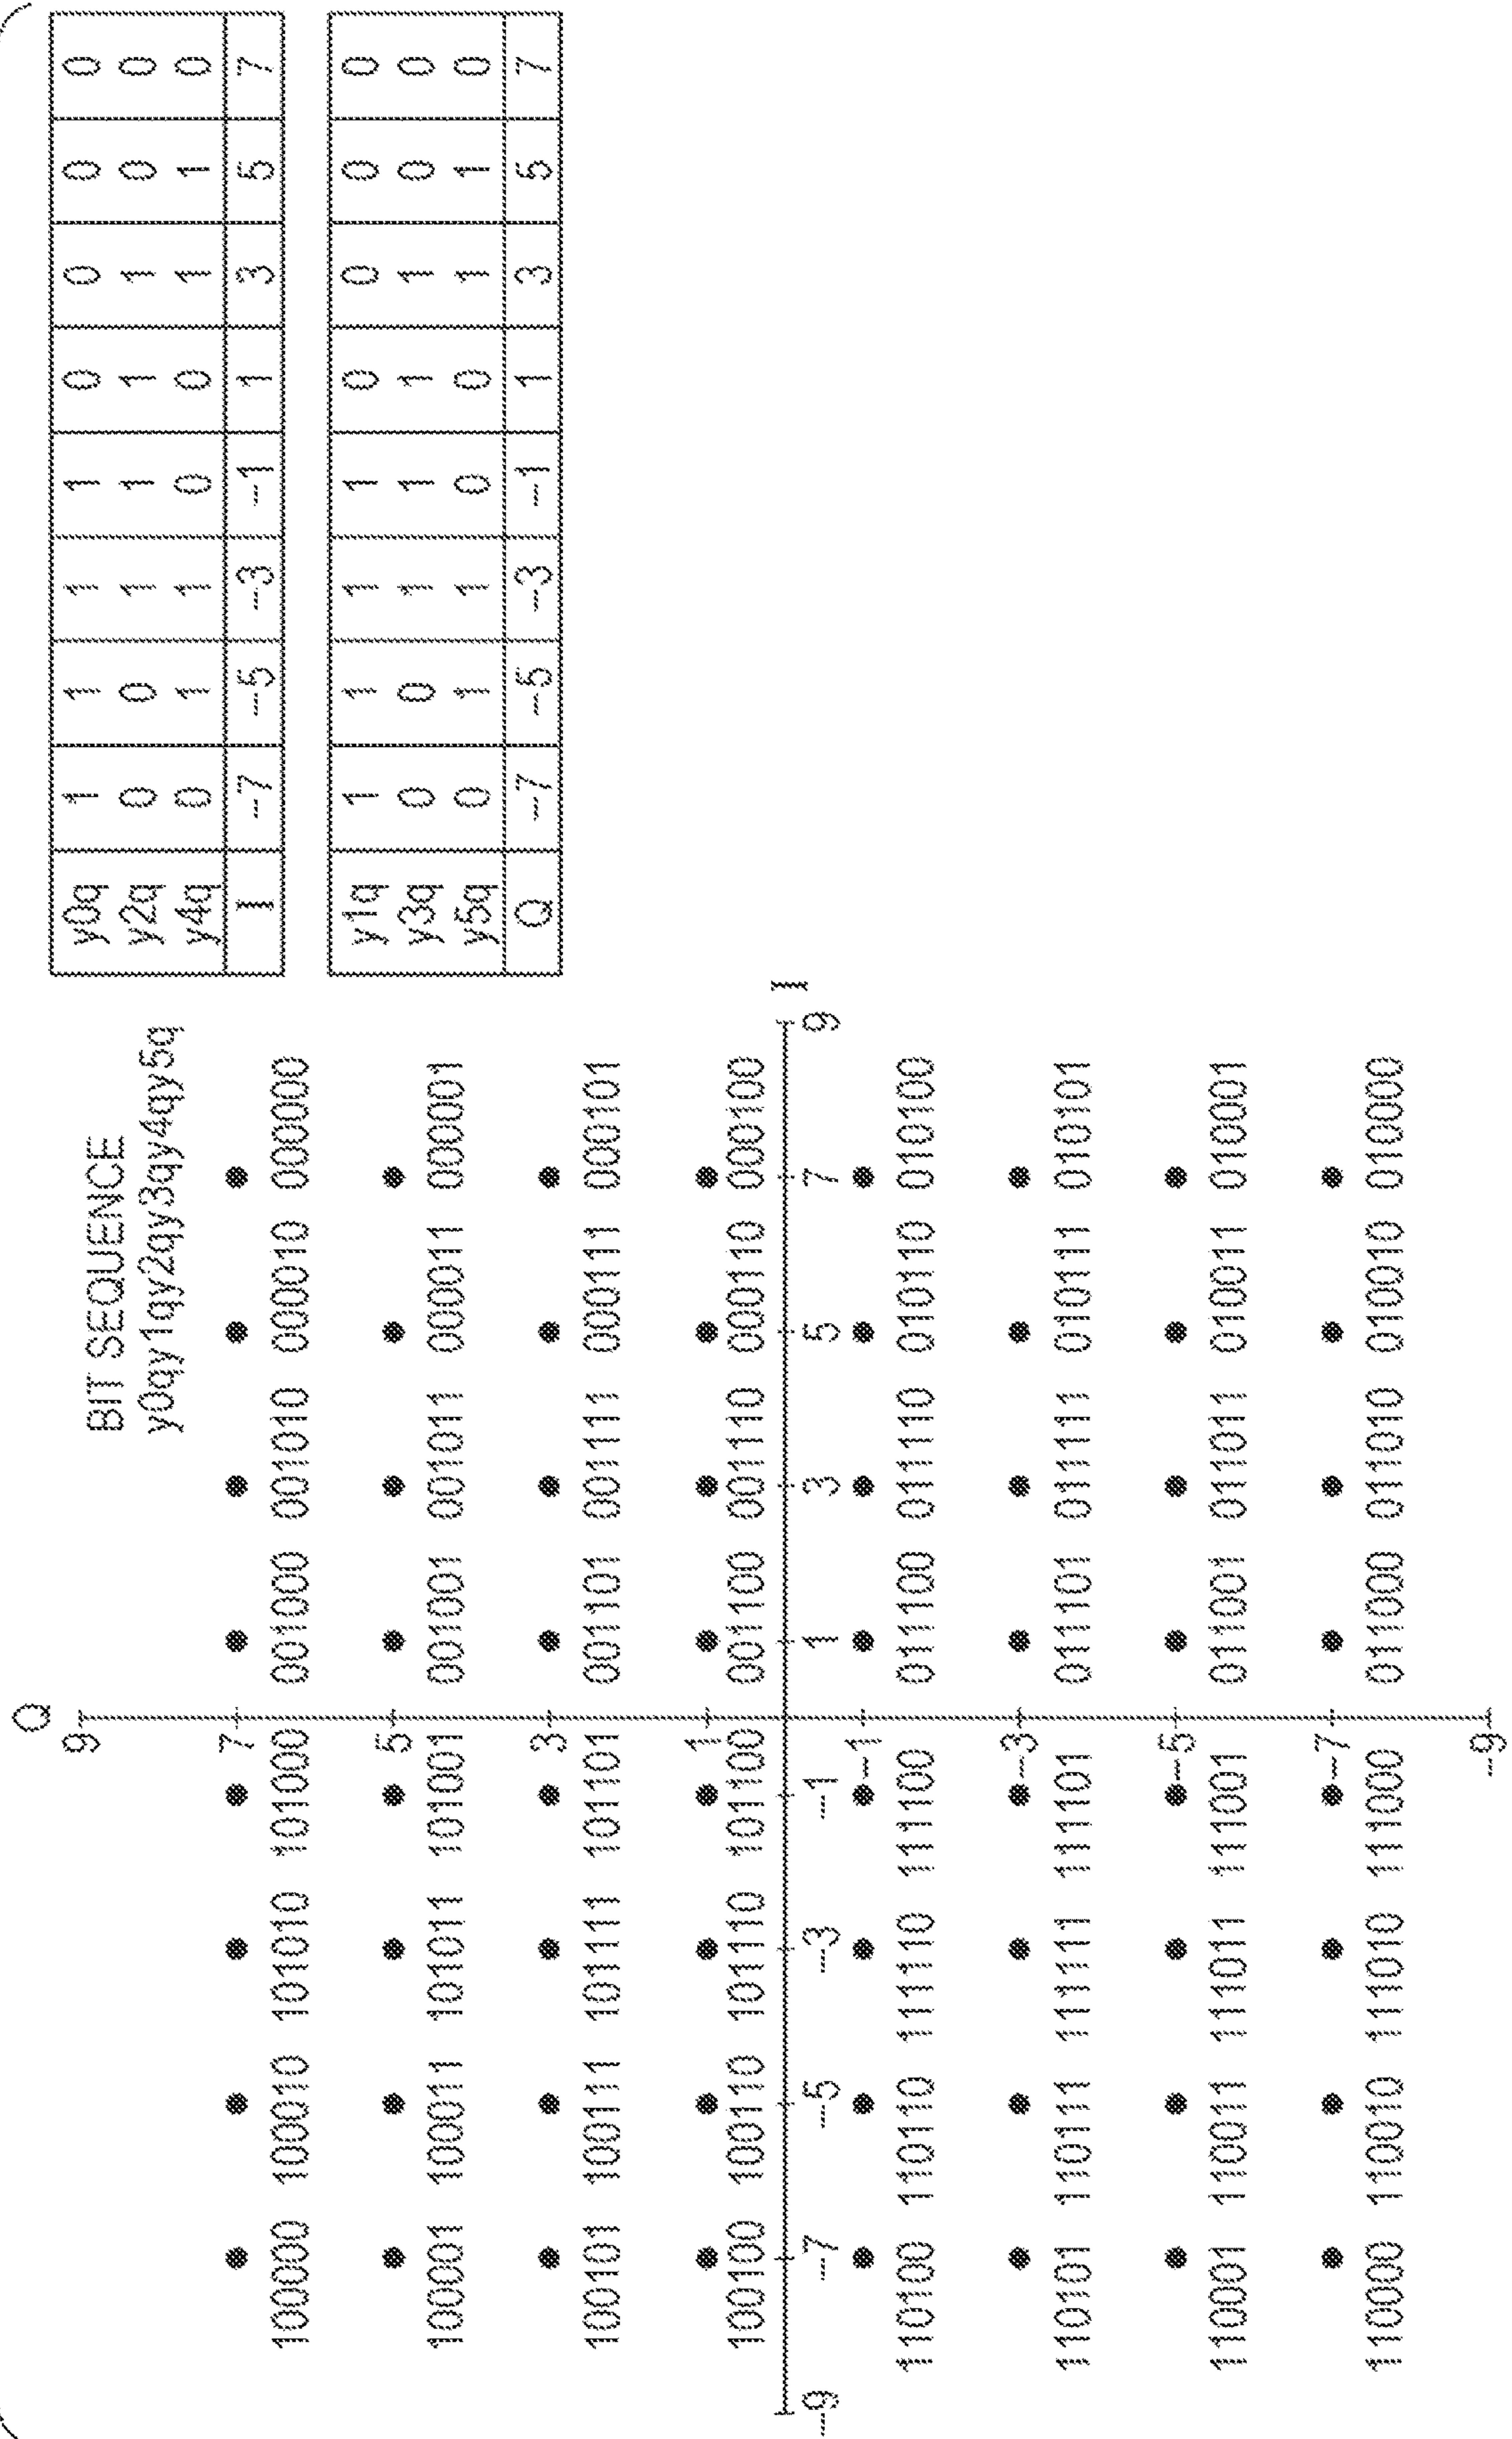 Q
9
BIT SEQUENCE
y0qy1qy2qy3qy4qy5q
7
100000 100010 101010 101000 001000 001010 000010 000000
5
100001 100011 101011 101001 001001 001011 000011 000001
3
100101 100111 101111 101101 001101 001111 000111 000101
1
100100 100110 101110 101100 001100 001110 000110 000100
I
-9 -7 -5 -3 -1 1 3 5 7 9
-1
110100 110110 111110 111100 011100 011110 010110 010100
-3
110101 110111 111111 111101 011101 011111 010111 010101
-5
110001 110011 111011 111001 011001 011011 010011 010001
-7
110000 110010 111010 111000 011000 011010 010010 010000
-9
y0q 1 1 1 1 0 0 0 0
y2q 0 0 1 1 1 1 0 0
y4q 0 1 1 0 0 1 1 0
I -7 -5 -3 -1 1 3 5 7
y1q 1 1 1 1 0 0 0 0
y3q 0 0 1 1 1 1 0 0
y5q 0 1 1 0 0 1 1 0
Q -7 -5 -3 -1 1 3 5 7